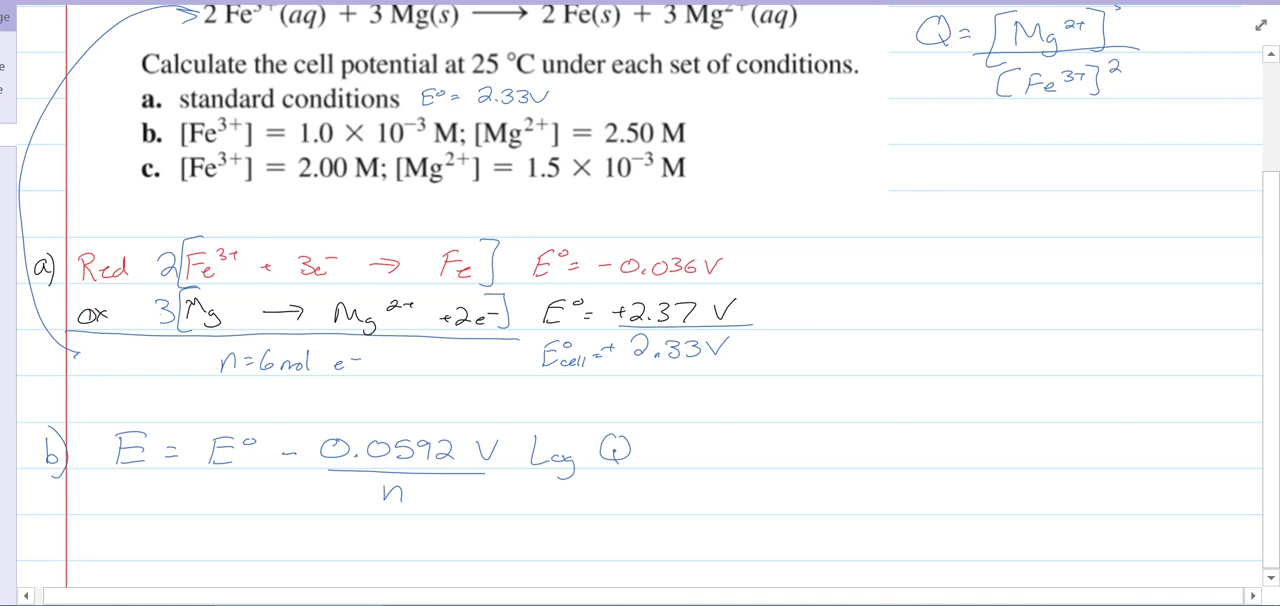 2 Fe³⁺(aq) + 3 Mg(s) ⟶ 2 Fe(s) + 3 Mg²⁺(aq)
Q = [Mg²⁺]³ / [Fe³⁺]²
Calculate the cell potential at 25 °C under each set of conditions.
a. standard conditions E° = 2.33V
b. [Fe³⁺] = 1.0 × 10⁻³ M; [Mg²⁺] = 2.50 M
c. [Fe³⁺] = 2.00 M; [Mg²⁺] = 1.5 × 10⁻³ M
a) Red 2[Fe³⁺ + 3e⁻ → Fe] E° = -0.036V
ox 3[Mg → Mg²⁺ +2e⁻] E° = +2.37 V
n=6 mol e⁻ E°cell = + 2.33V
b) E = E° - 0.0592 V / n Log Q